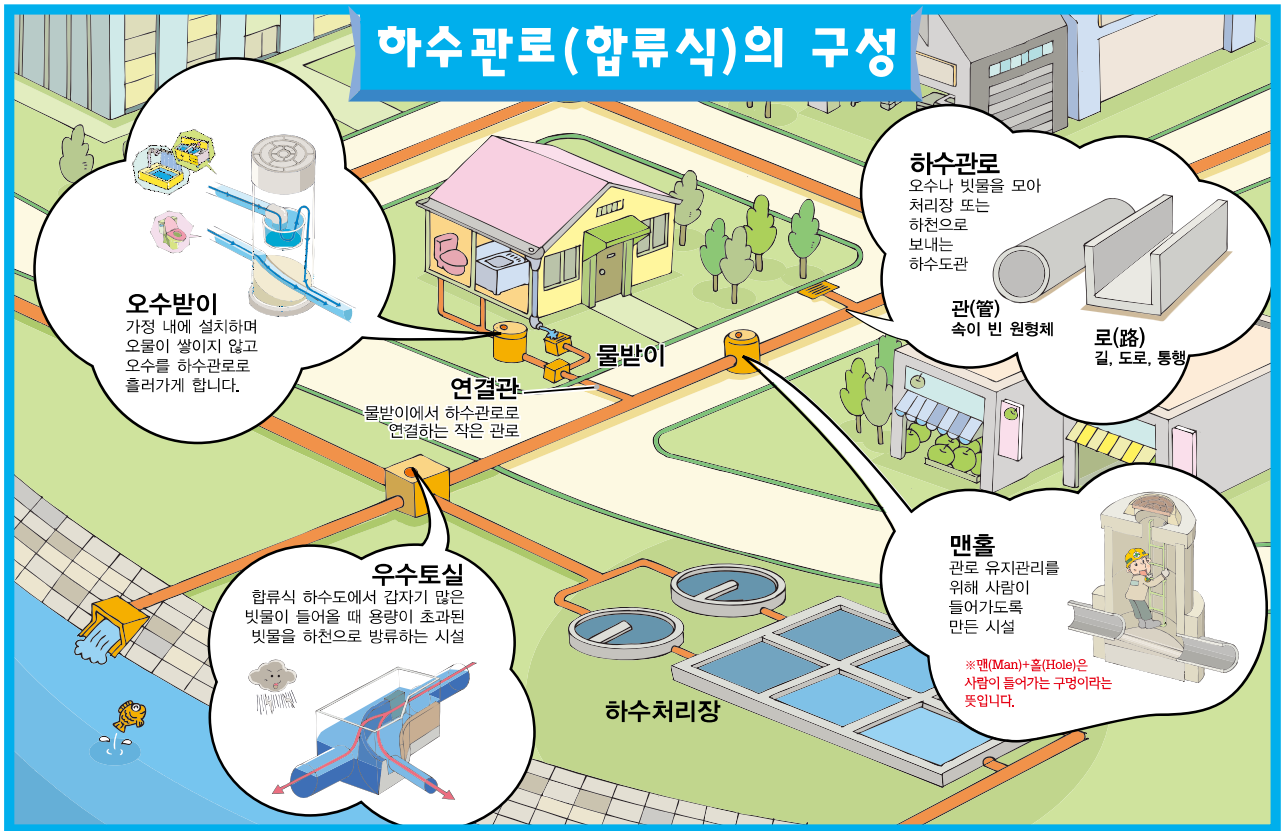 하수관로(합류식)의 구성
오수받이
가정 내에 설치하며
오물이 쌓이지 않고
오수를 하수관로로
흘러가게 합니다.
하수관로
오수나 빗물을 모아
처리장 또는
하천으로
보내는
하수도관
관(管)
속이 빈 원형체
로(路)
길, 도로, 통행
물받이
연결관
물받이에서 하수관로로
연결하는 작은 관로
우수토실
합류식 하수도에서 갑자기 많은
빗물이 들어올 때 용량이 초과된
빗물을 하천으로 방류하는 시설
맨홀
관로 유지관리를
위해 사람이
들어가도록
만든 시설
※맨(Man)+홀(Hole)은
사람이 들어가는 구멍이라는
뜻입니다.
하수처리장